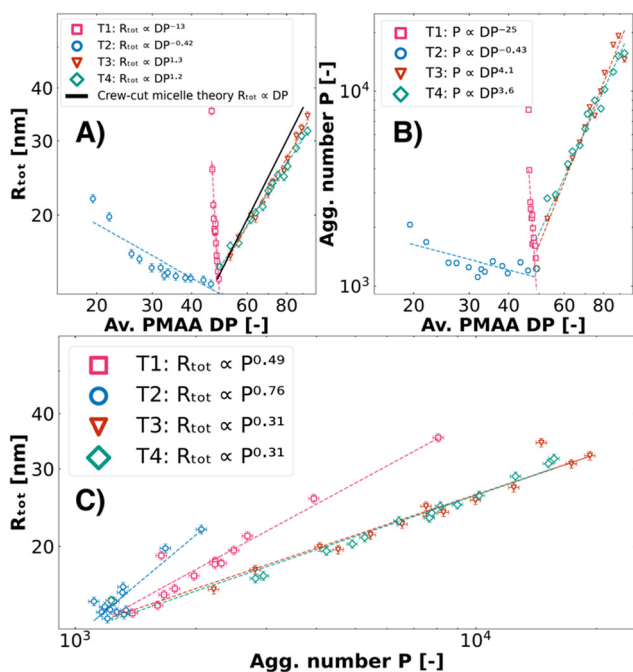 T1: Rₜₒₜ ∝ DP⁻¹³
T2: Rₜₒₜ ∝ DP⁻⁰·⁴²
T3: Rₜₒₜ ∝ DP¹·³
T4: Rₜₒₜ ∝ DP¹·²
Crew-cut micelle theory Rₜₒₜ ∝ DP
A)
40
30
20
Rₜₒₜ [nm]
20
40
60
80
Av. PMAA DP [-]
B)
T1: P ∝ DP⁻²⁵
T2: P ∝ DP⁻⁰·⁴³
T3: P ∝ DP⁴·¹
T4: P ∝ DP³·⁶
10⁴
10³
Agg. number P [-]
20
40
60
80
Av. PMAA DP [-]
T1: Rₜₒₜ ∝ P⁰·⁴⁹
T2: Rₜₒₜ ∝ P⁰·⁷⁶
T3: Rₜₒₜ ∝ P⁰·³¹
T4: Rₜₒₜ ∝ P⁰·³¹
C)
40
30
20
Rₜₒₜ [nm]
10³
10⁴
Agg. number P [-]